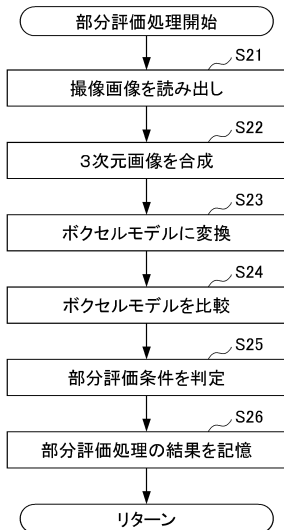 部分評価処理開始
S21
撮像画像を読み出し
S22
3次元画像を合成
S23
ボクセルモデルに変換
S24
ボクセルモデルを比較
S25
部分評価条件を判定
S26
部分評価処理の結果を記憶
リターン